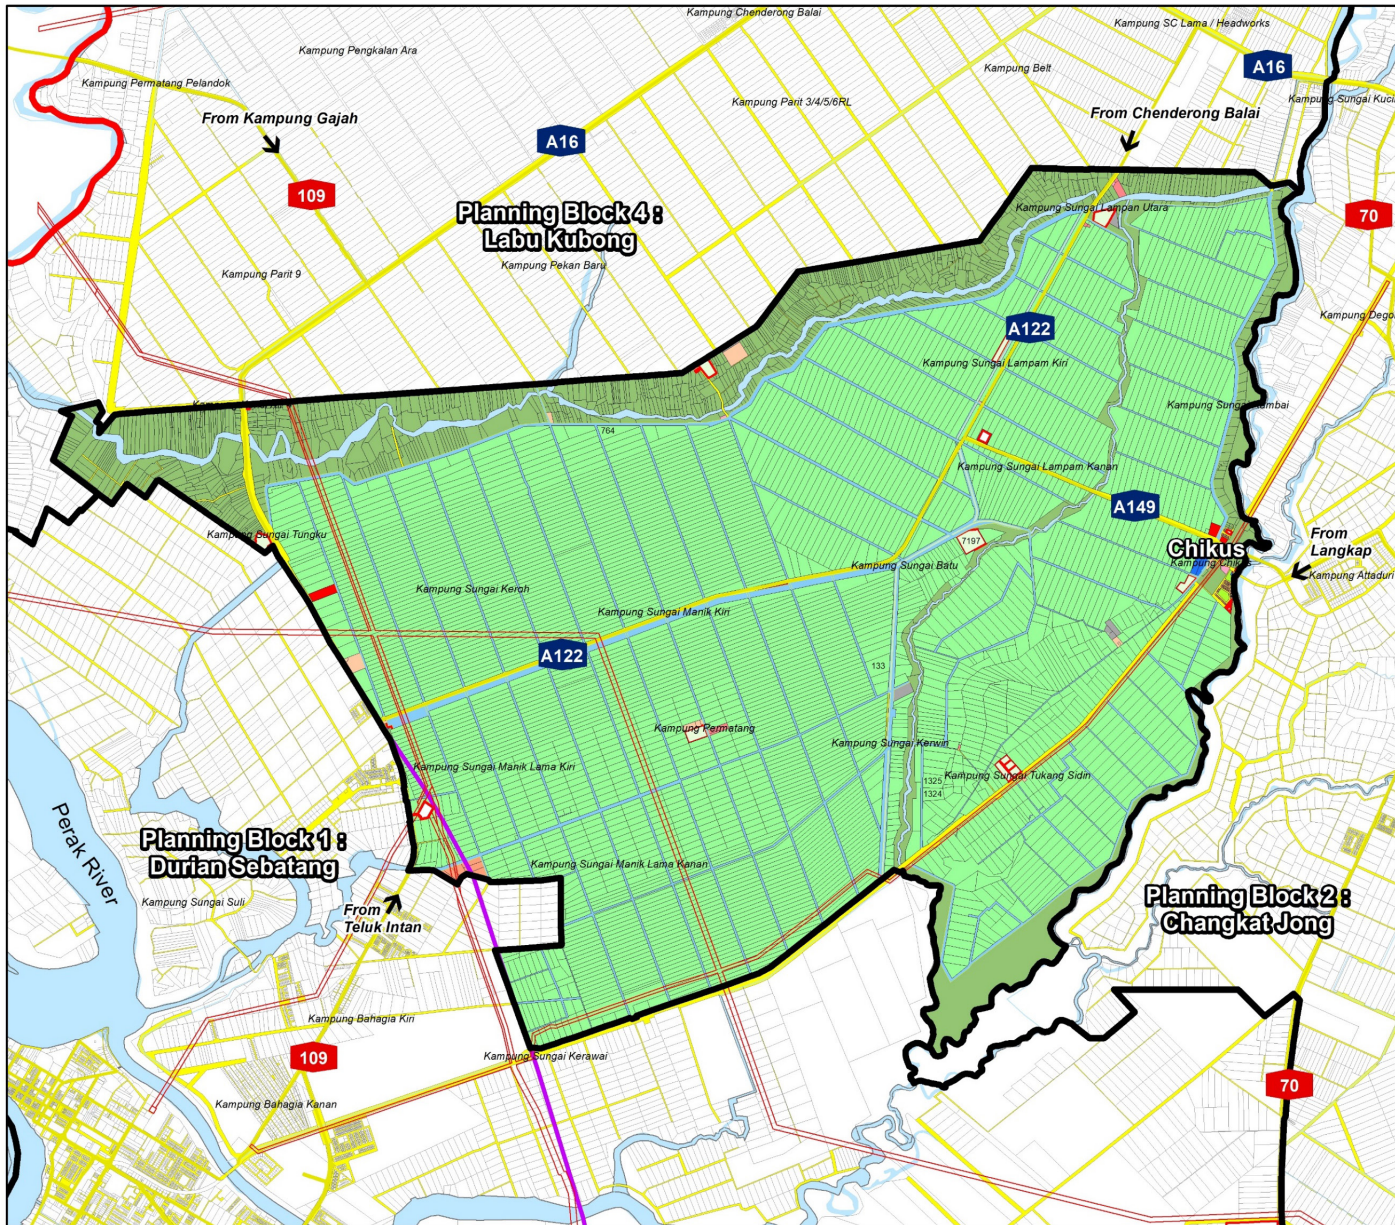 Kampung Chenderong Balai
Kampung SC Lama / Headworks
Kampung Pengkalan Ara
Kampung Belt
A16
Kampung Permatang Pelandok
Kampung Parit 3/4/5/6RL
From Kampung Gajah
From Chenderong Balai
A16
109
Planning Block 4 :
Labu Kubong
Kampung Sungai Lampan Utara
70
Kampung Parit 9
Kampung Pekan Baru
A122
Kampung Sungai Lampam Kiri
764
Kampung Sungai Lampam Kanan
A149
Kampung Sungai Tungku
7197
Chikus
From
Langkap
Kampung Sungai Batu
Kampung Attaduri
Kampung Sungai Keroh
Kampung Sungai Manik Kiri
A122
133
Kampung Permatang
Kampung Sungai Kerwin
Kampung Sungai Manik Lama Kiri
Kampung Sungai Tukang Sidin
1325
1324
Perak River
Planning Block 1 :
Durian Sebatang
Kampung Sungai Manik Lama Kanan
Planning Block 2 :
Changkat Jong
Kampung Sungai Suli
From
Teluk Intan
Kampung Bahagia Kiri
109
Kampung Sungai Kerawai
70
Kampung Bahagia Kanan